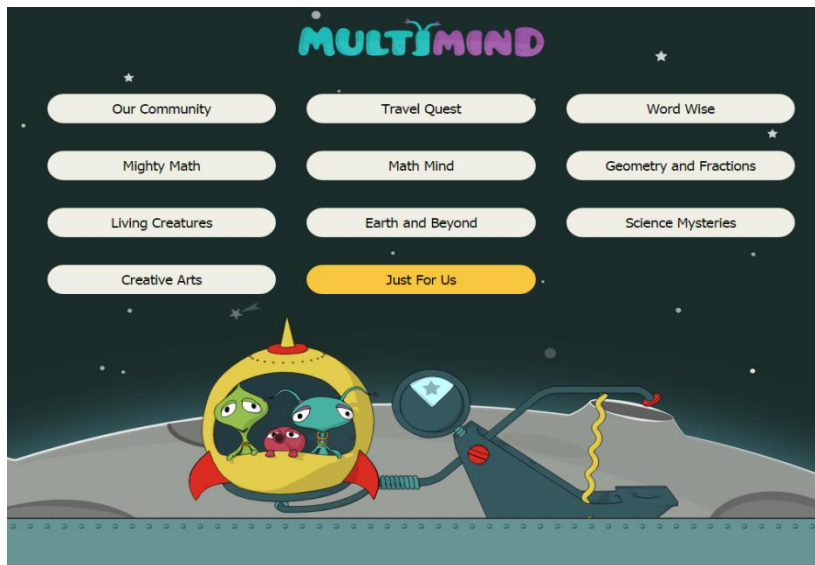 MULTIMIND
Our Community
Travel Quest
Word Wise
Mighty Math
Math Mind
Geometry and Fractions
Living Creatures
Earth and Beyond
Science Mysteries
Creative Arts
Just For Us